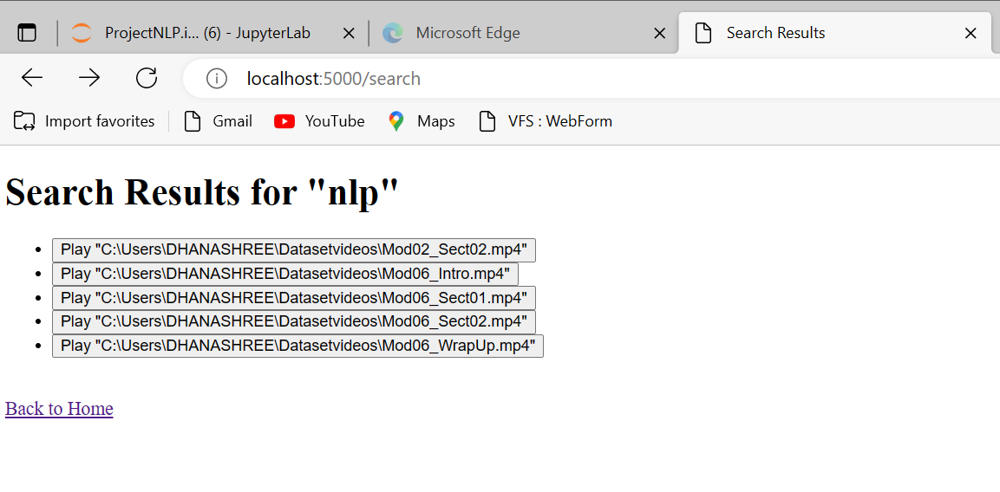 ProjectNLP.i... (6) - JupyterLab
Microsoft Edge
Search Results
localhost:5000/search
Import favorites
Gmail
YouTube
Maps
VFS : WebForm
Search Results for "nlp"
Play "C:\Users\DHANASHREE\Datasetvideos\Mod02_Sect02.mp4"
Play "C:\Users\DHANASHREE\Datasetvideos\Mod06_Intro.mp4"
Play "C:\Users\DHANASHREE\Datasetvideos\Mod06_Sect01.mp4"
Play "C:\Users\DHANASHREE\Datasetvideos\Mod06_Sect02.mp4"
Play "C:\Users\DHANASHREE\Datasetvideos\Mod06_WrapUp.mp4"
Back to Home